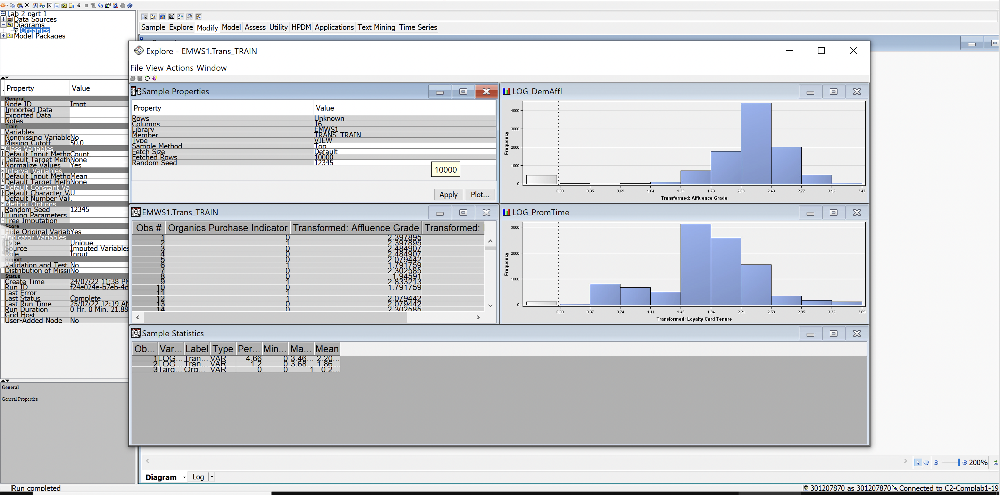 Lab 2 part 1
Data Sources
Diagrams
Organics
Model Packages
Sample Explore Modify Model Assess Utility HPDM Applications Text Mining Time Series
Explore - EMWS1.Trans_TRAIN
File View Actions Window
. Property Value
General
Node ID Impt
Imported Data
Exported Data
Notes
Train
Variables
Nonmissing Variable No
Missing Cutoff 50.0
Class Variables
Default Input Metho Count
Default Target Meth None
Normalize Values Yes
Interval Variables
Default Input Metho Mean
Default Target Meth None
Default Constant Va
Default Character V U
Default Number Val .
Method Options
Random Seed 12345
Tuning Parameters
Tree Imputation
Score
Hide Original Variab Yes
Indicator Variables
Type Unique
Source Imputed Variables
Role Input
Report
Validation and Test No
Distribution of Missi No
Status
Create Time 24/07/22 11:38 PM
Run ID f24e024e-b7eb-4d
Last Error
Last Status Complete
Last Run Time 25/07/22 12:19 AM
Run Duration 0 Hr. 0 Min. 21.88
Grid Host
User-Added Node No
General
General Properties
Sample Properties
Property Value
Rows Unknown
Columns 16
Library EMWS1
Member TRANS_TRAIN
Type VIEW
Sample Method Top
Fetch Size Default
Fetched Rows 10000
Random Seed 12345
10000
Apply Plot...
LOG_DemAffl
4000
3000
2000
1000
0
Frequency
0.00 0.35 0.69 1.04 1.39 1.73 2.08 2.43 2.77 3.12 3.47
Transformed: Affluence Grade
EMWS1.Trans_TRAIN
Obs # Organics Purchase Indicator Transformed: Affluence Grade Transformed:
1 0 2.397895
2 1 2.397895
3 0 2.484907
4 0 2.484907
5 0 2.079442
6 1 1.791759
7 0 2.302585
8 0 1.94591
9 1 2.833213
10 0 1.791759
11 1
12 1 2.079442
13 0 2.079442
14 0 2.302585
LOG_PromTime
3000
2000
1000
0
Frequency
0.00 0.37 0.74 1.11 1.48 1.84 2.21 2.58 2.95 3.32 3.69
Transformed: Loyalty Card Tenure
Sample Statistics
Ob... Var... Label Type Per... Min... Ma... Mean
1 LOG... Tran... VAR 4.66 0 3.46... 2.20...
2 LOG... Tran... VAR 1.2 0 3.68... 1.86...
3 Targ... Org... VAR 0 0 1 0.2...
200%
Diagram Log
Run completed
301207870 as 301207870 Connected to C2-Complab1-19